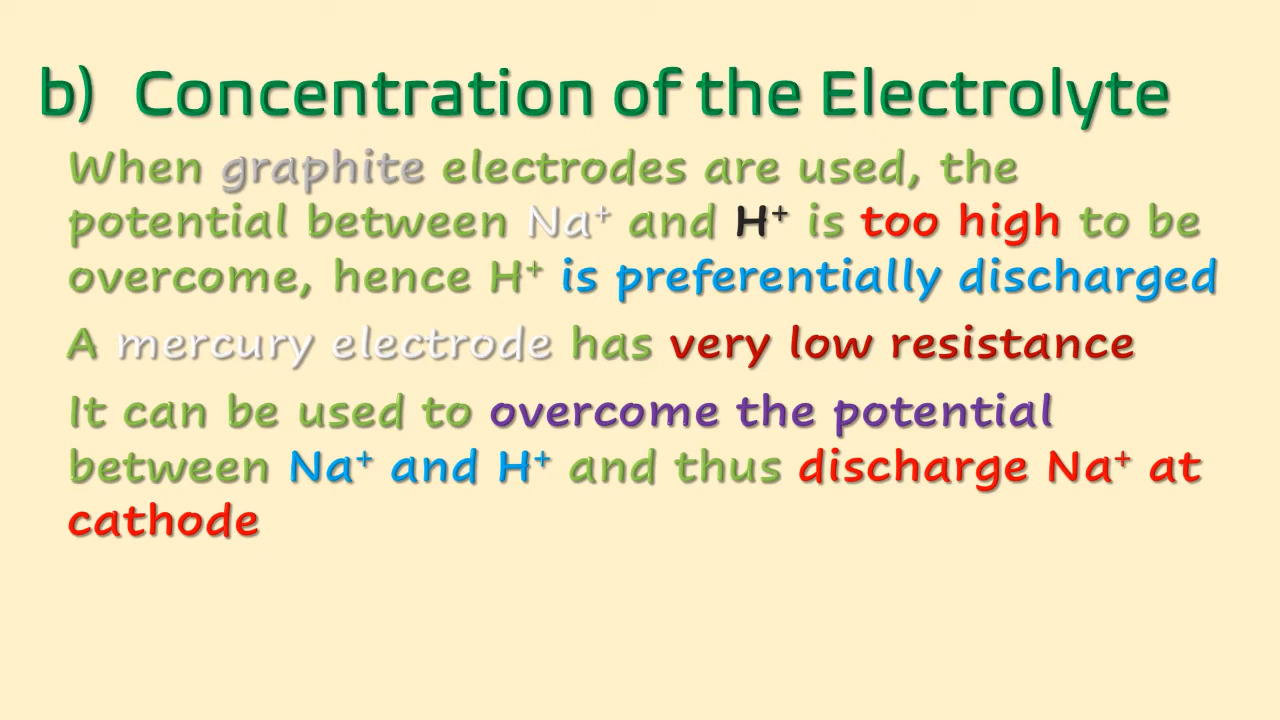 b) Concentration of the Electrolyte
When graphite electrodes are used, the
potential between Na⁺ and H⁺ is too high to be
overcome, hence H⁺ is preferentially discharged
A mercury electrode has very low resistance
It can be used to overcome the potential
between Na⁺ and H⁺ and thus discharge Na⁺ at
cathode